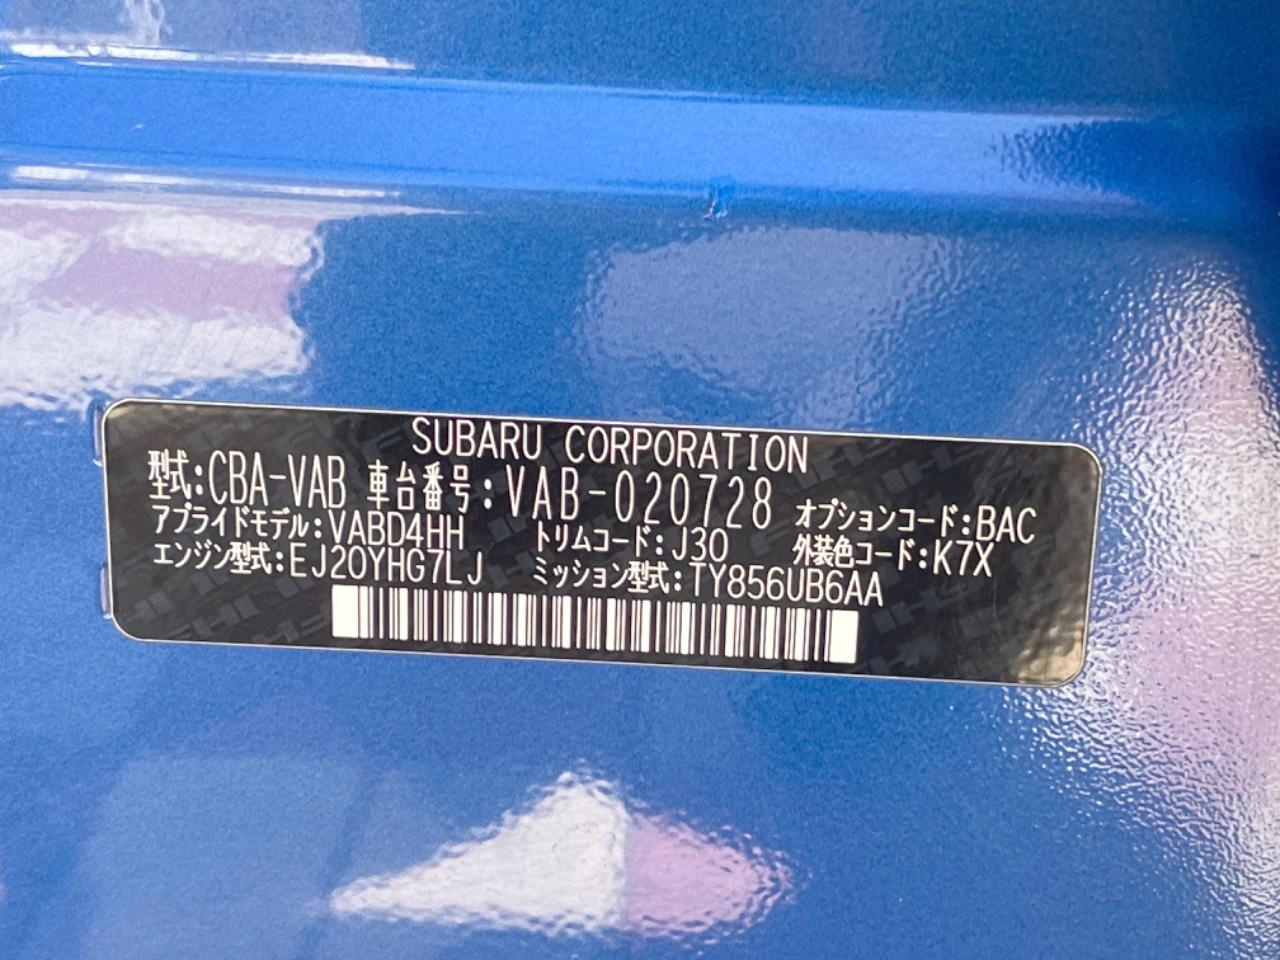 SUBARU CORPORATION
型式:CBA-VAB 車台番号:VAB-020728 オプションコード:BAC
アプライドモデル:VABD4HH トリムコード:J30 外装色コード:K7X
エンジン型式:EJ20YHG7LJ ミッション型式:TY856UB6AA